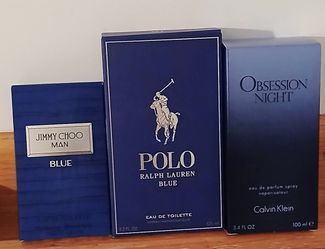 JIMMY CHOO
MAN
BLUE
POLO
RALPH LAUREN
BLUE
EAU DE TOILETTE
OBSESSION
NIGHT
eau de parfum spray
vaporisateur
Calvin Klein
3.4 FL OZ 100 ml e